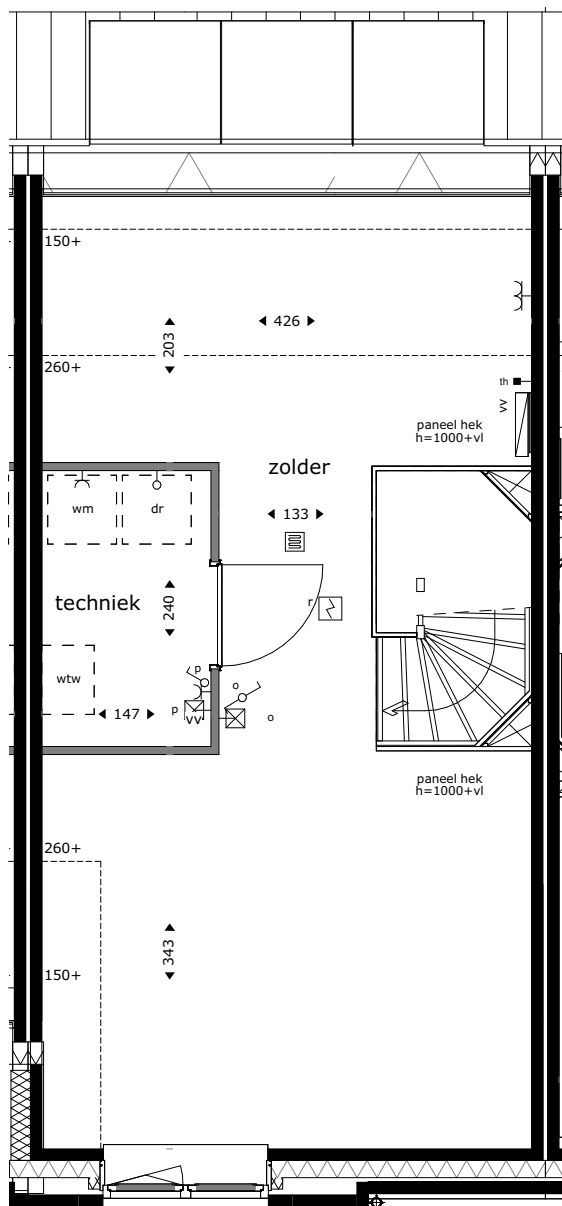 150+
426
203
260+
th
vv
paneel hek
h=1000+vl
zolder
wm
dr
133
techniek
240
r
wtw
p
o
p
147
vv
o
paneel hek
h=1000+vl
260+
343
150+